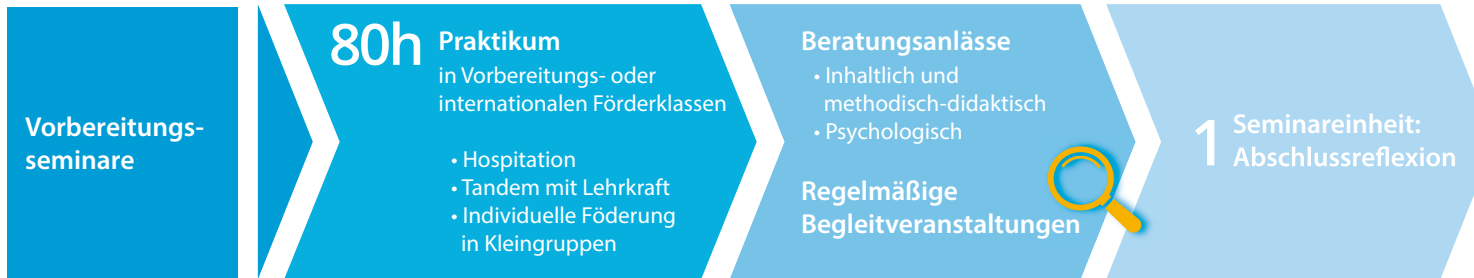 Vorbereitungs-
seminare
80h Praktikum
in Vorbereitungs- oder
internationalen Förderklassen
• Hospitation
• Tandem mit Lehrkraft
• Individuelle Föderung
in Kleingruppen
Beratungsanlässe
• Inhaltlich und
methodisch-didaktisch
• Psychologisch
Regelmäßige
Begleitveranstaltungen
1 Seminareinheit:
Abschlussreflexion